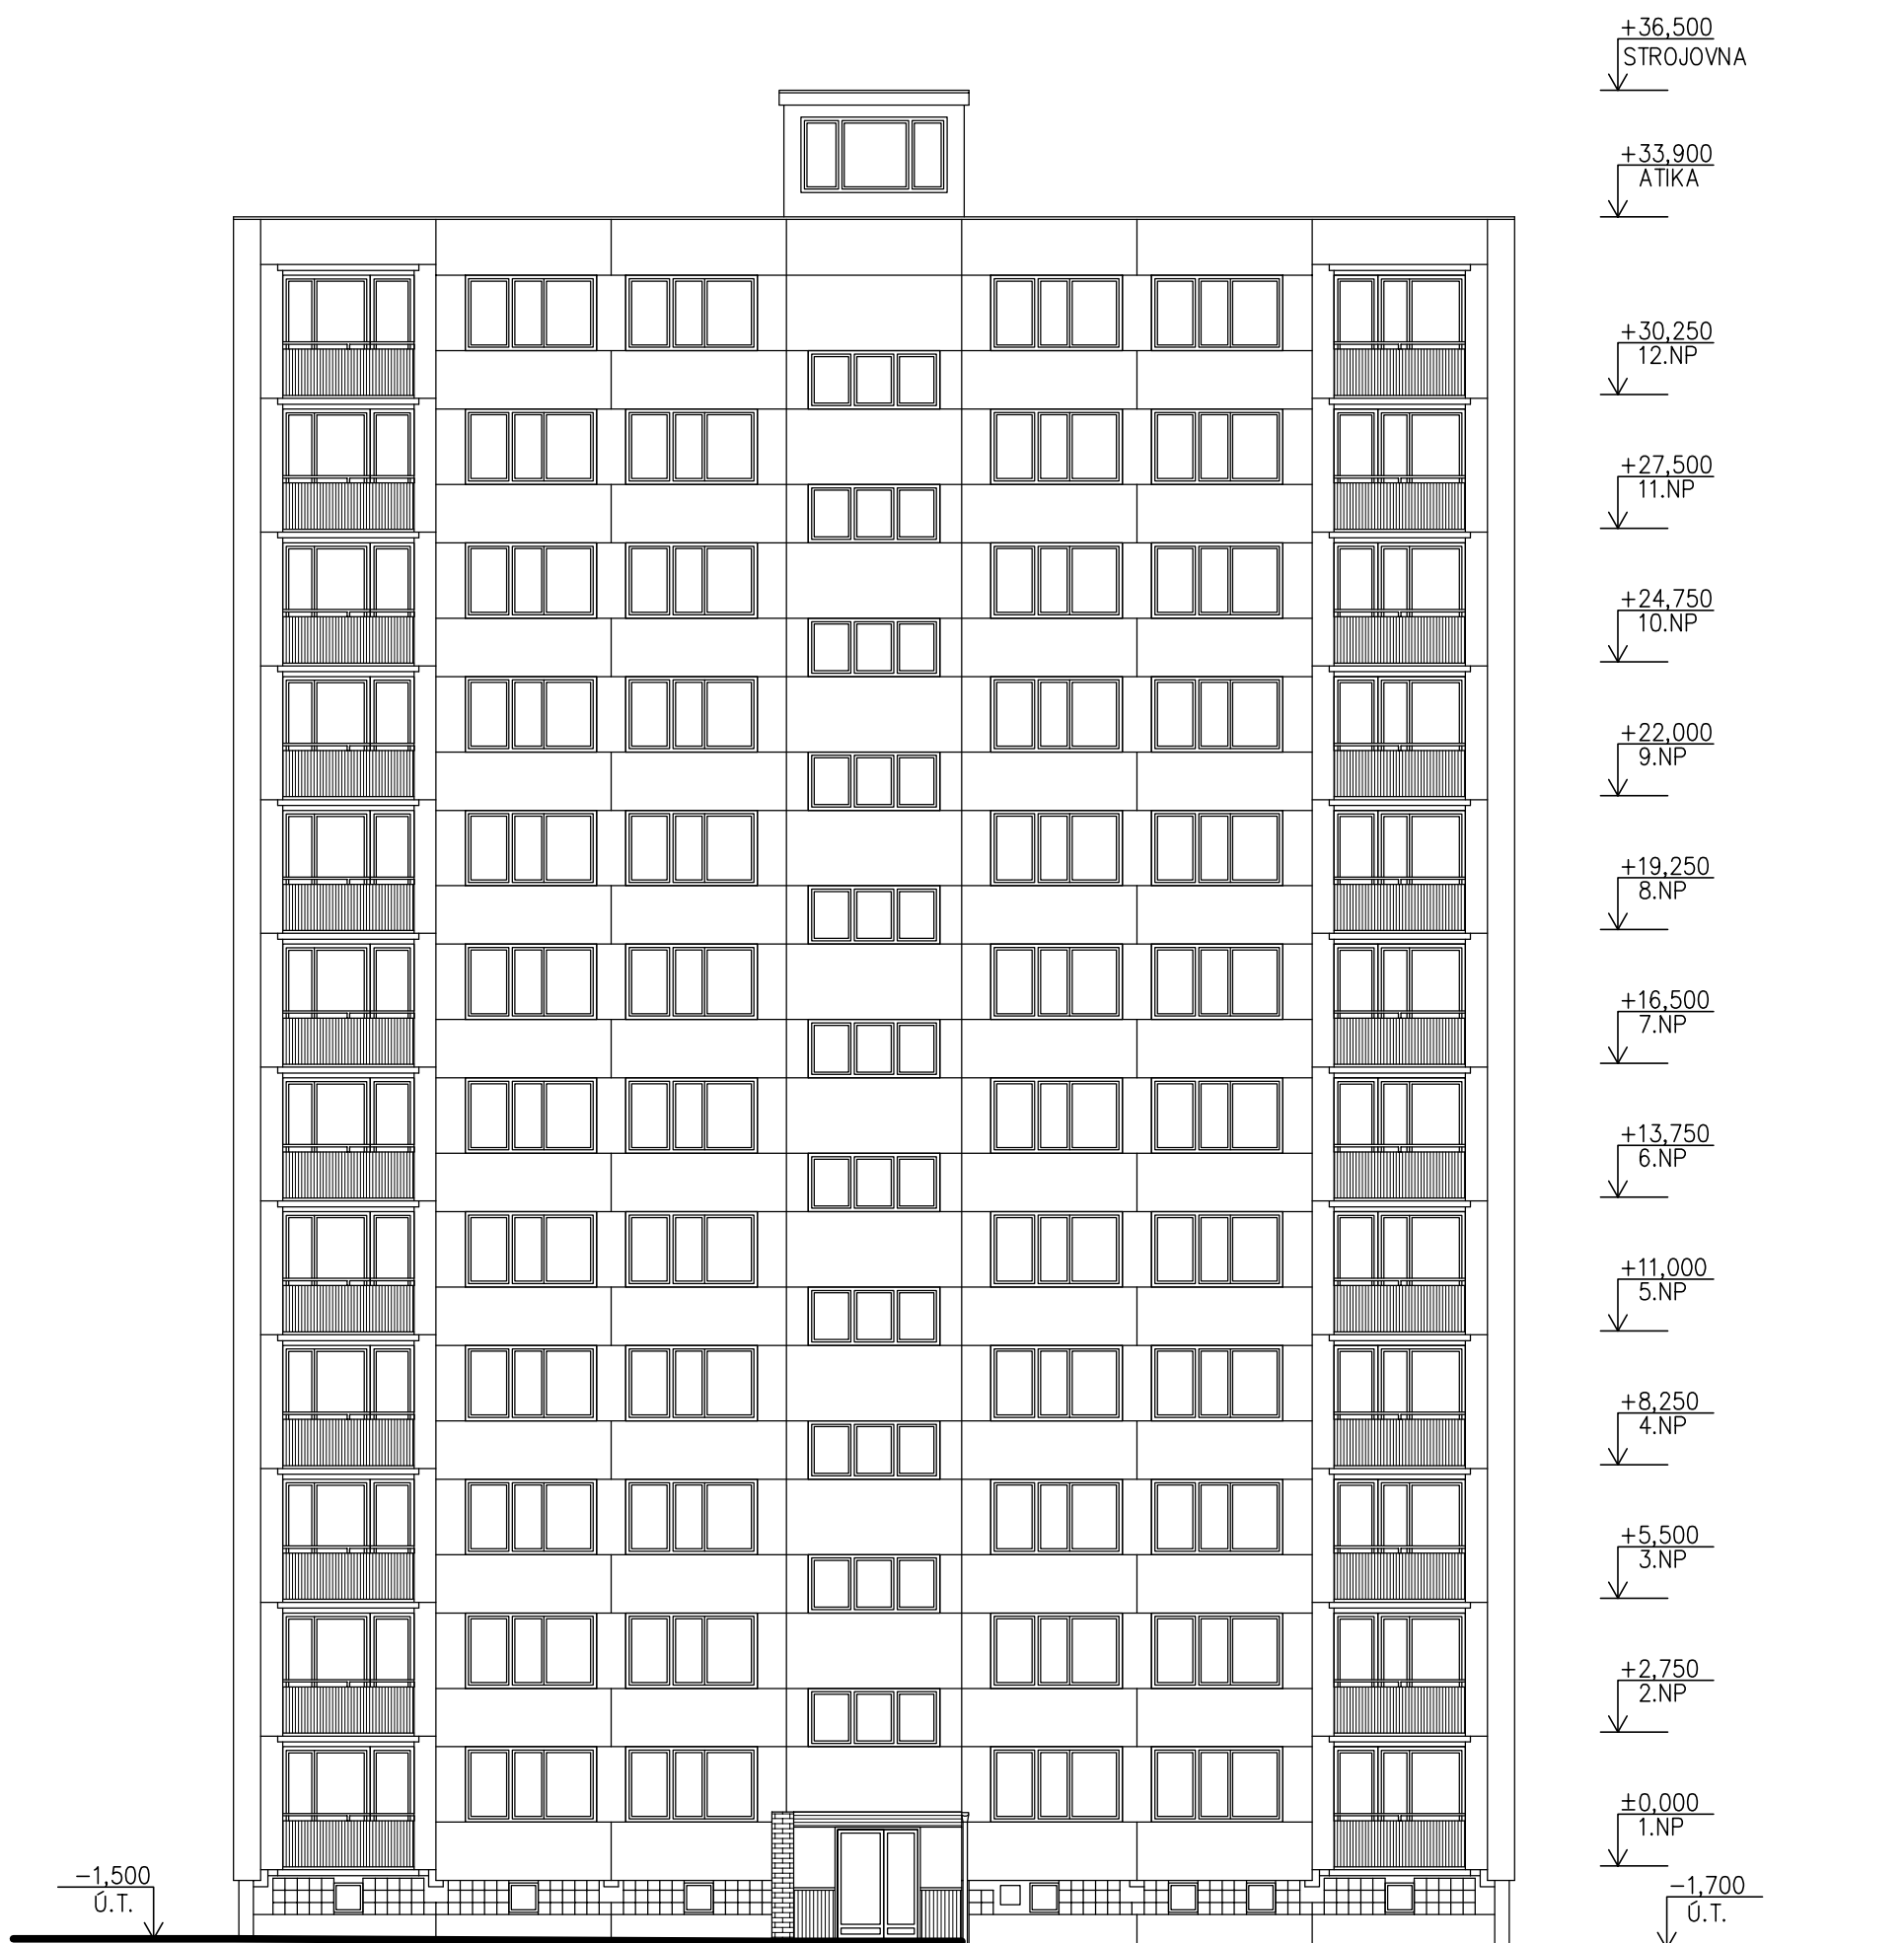 +36,500
STROJOVNA
+33,900
ATIKA
+30,250
12.NP
+27,500
11.NP
+24,750
10.NP
+22,000
9.NP
+19,250
8.NP
+16,500
7.NP
+13,750
6.NP
+11,000
5.NP
+8,250
4.NP
+5,500
3.NP
+2,750
2.NP
±0,000
1.NP
−1,500
Ú.T.
−1,700
Ú.T.